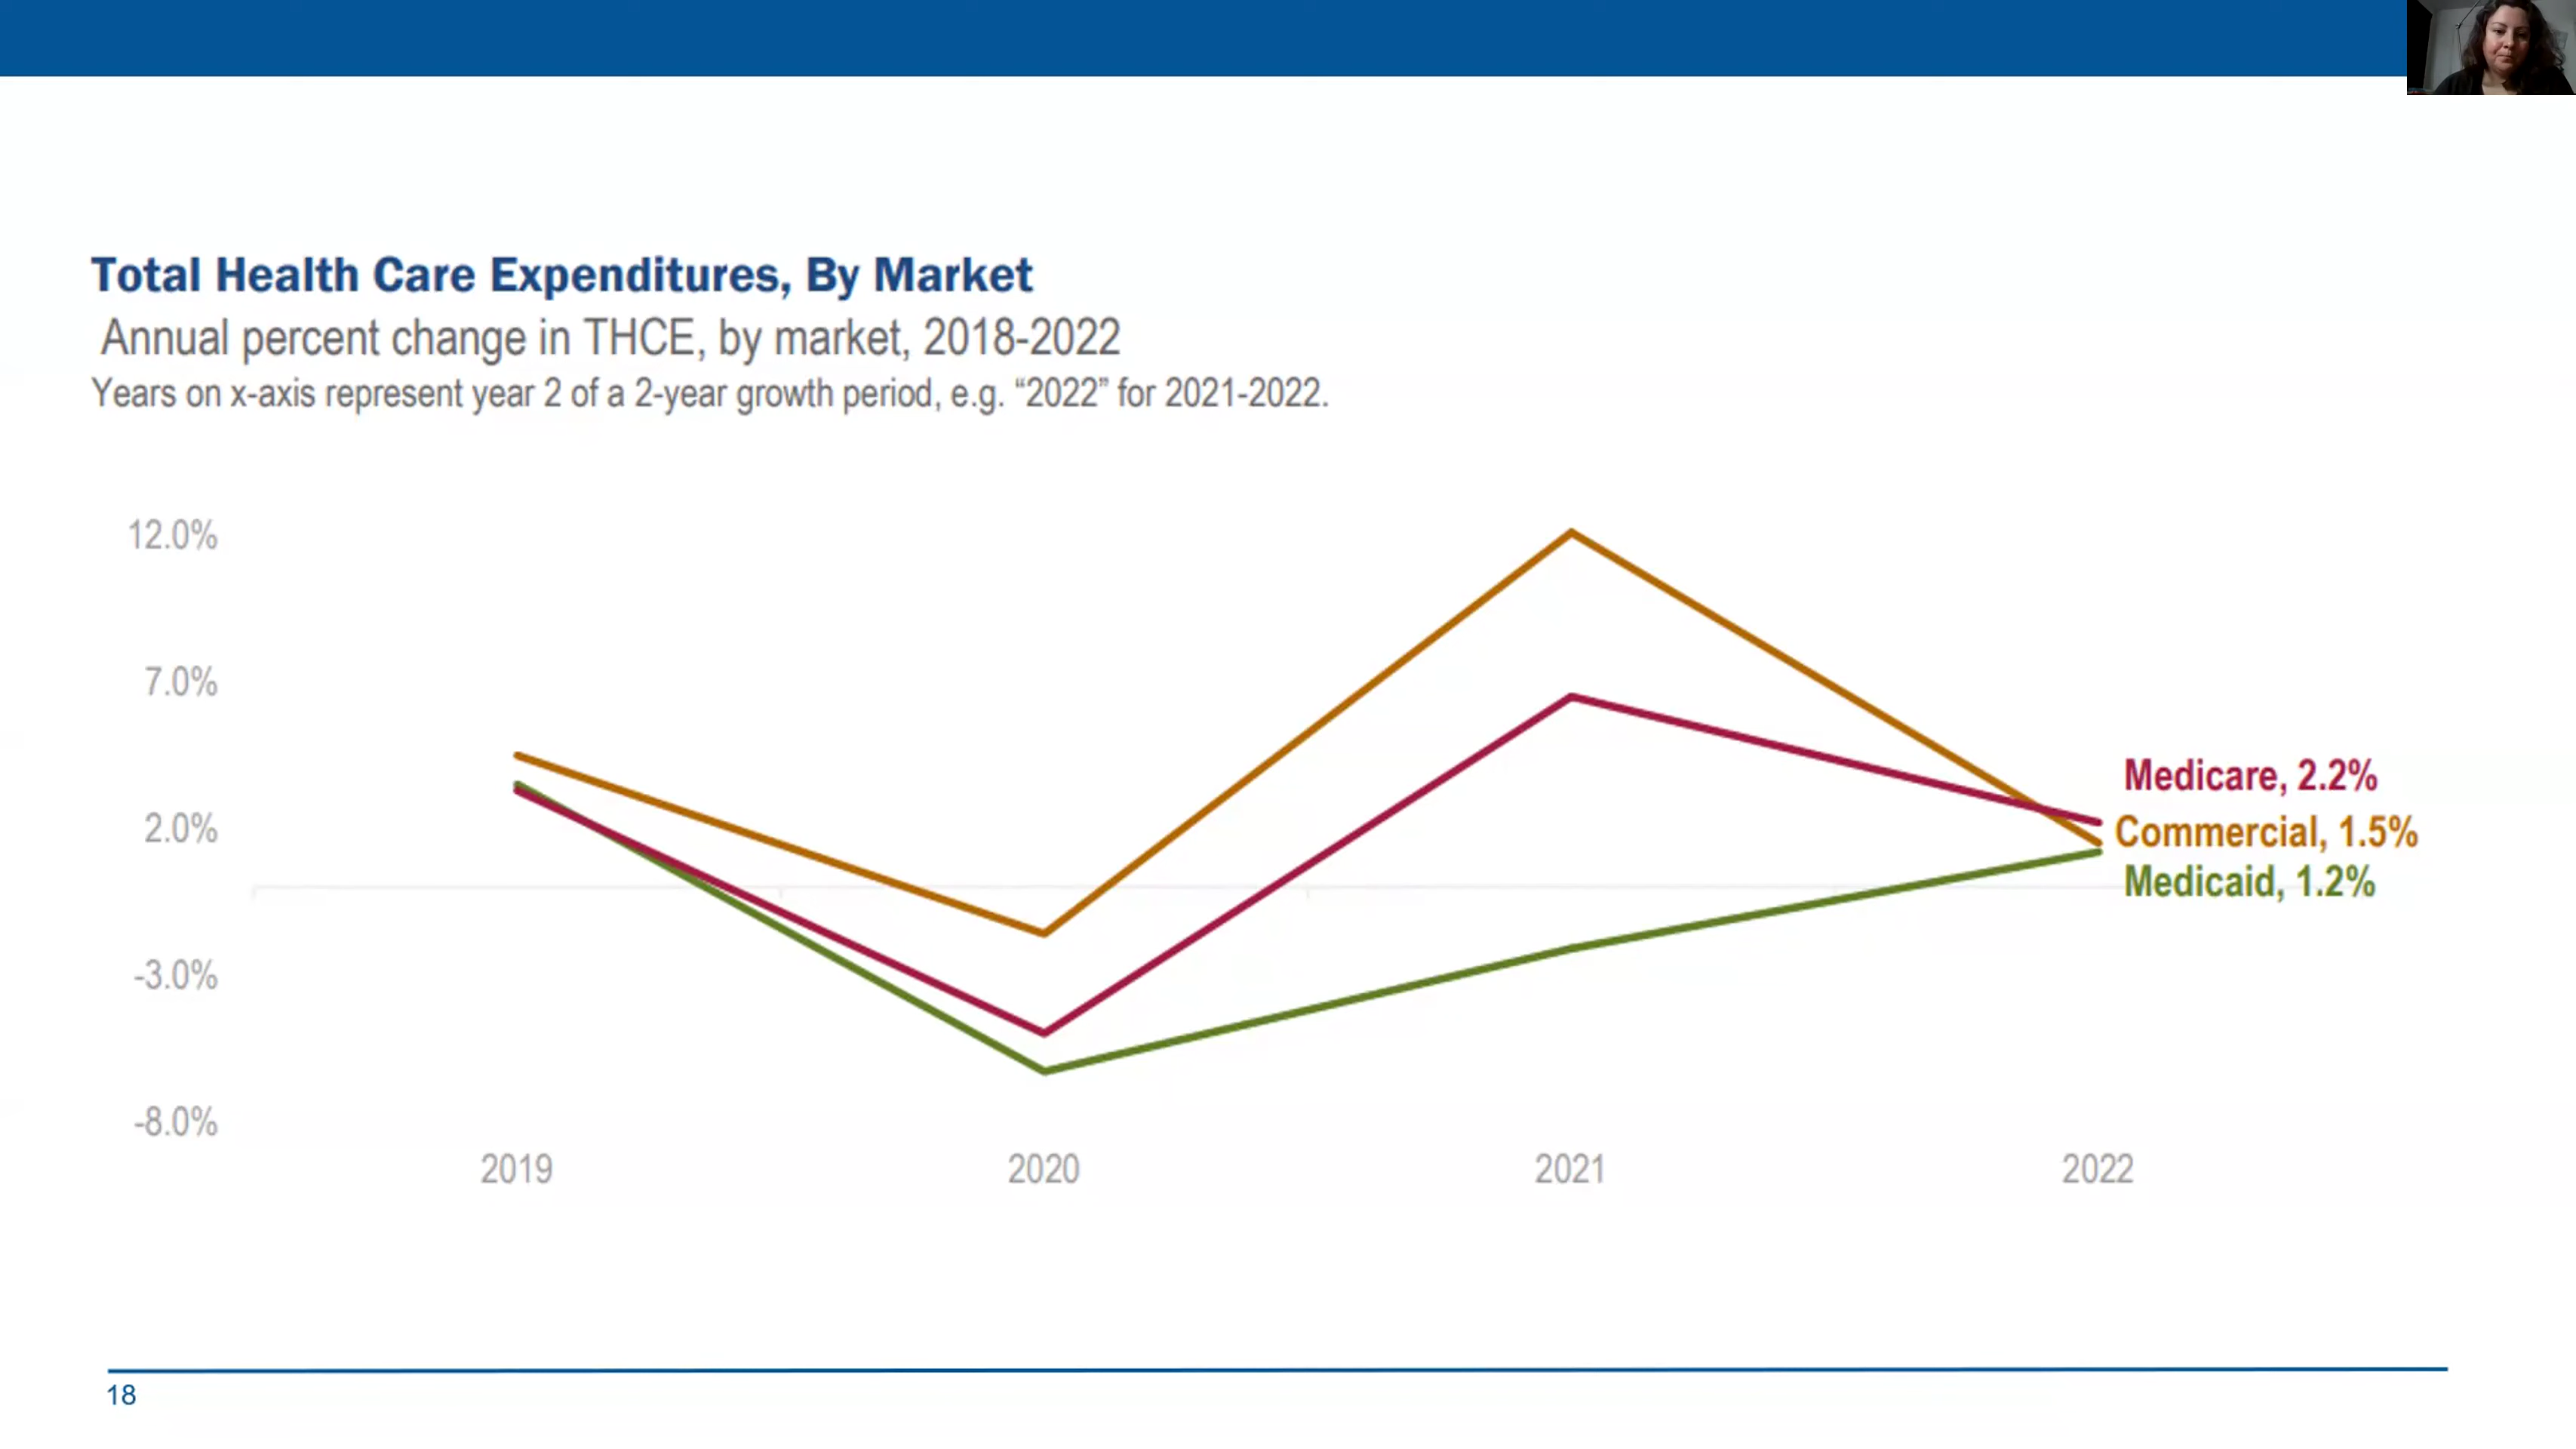 Total Health Care Expenditures, By Market
Annual percent change in THCE, by market, 2018-2022
Years on x-axis represent year 2 of a 2-year growth period, e.g. “2022” for 2021-2022.
12.0%
7.0%
2.0%
-3.0%
-8.0%
Medicare, 2.2%
Commercial, 1.5%
Medicaid, 1.2%
2019 2020 2021 2022
18